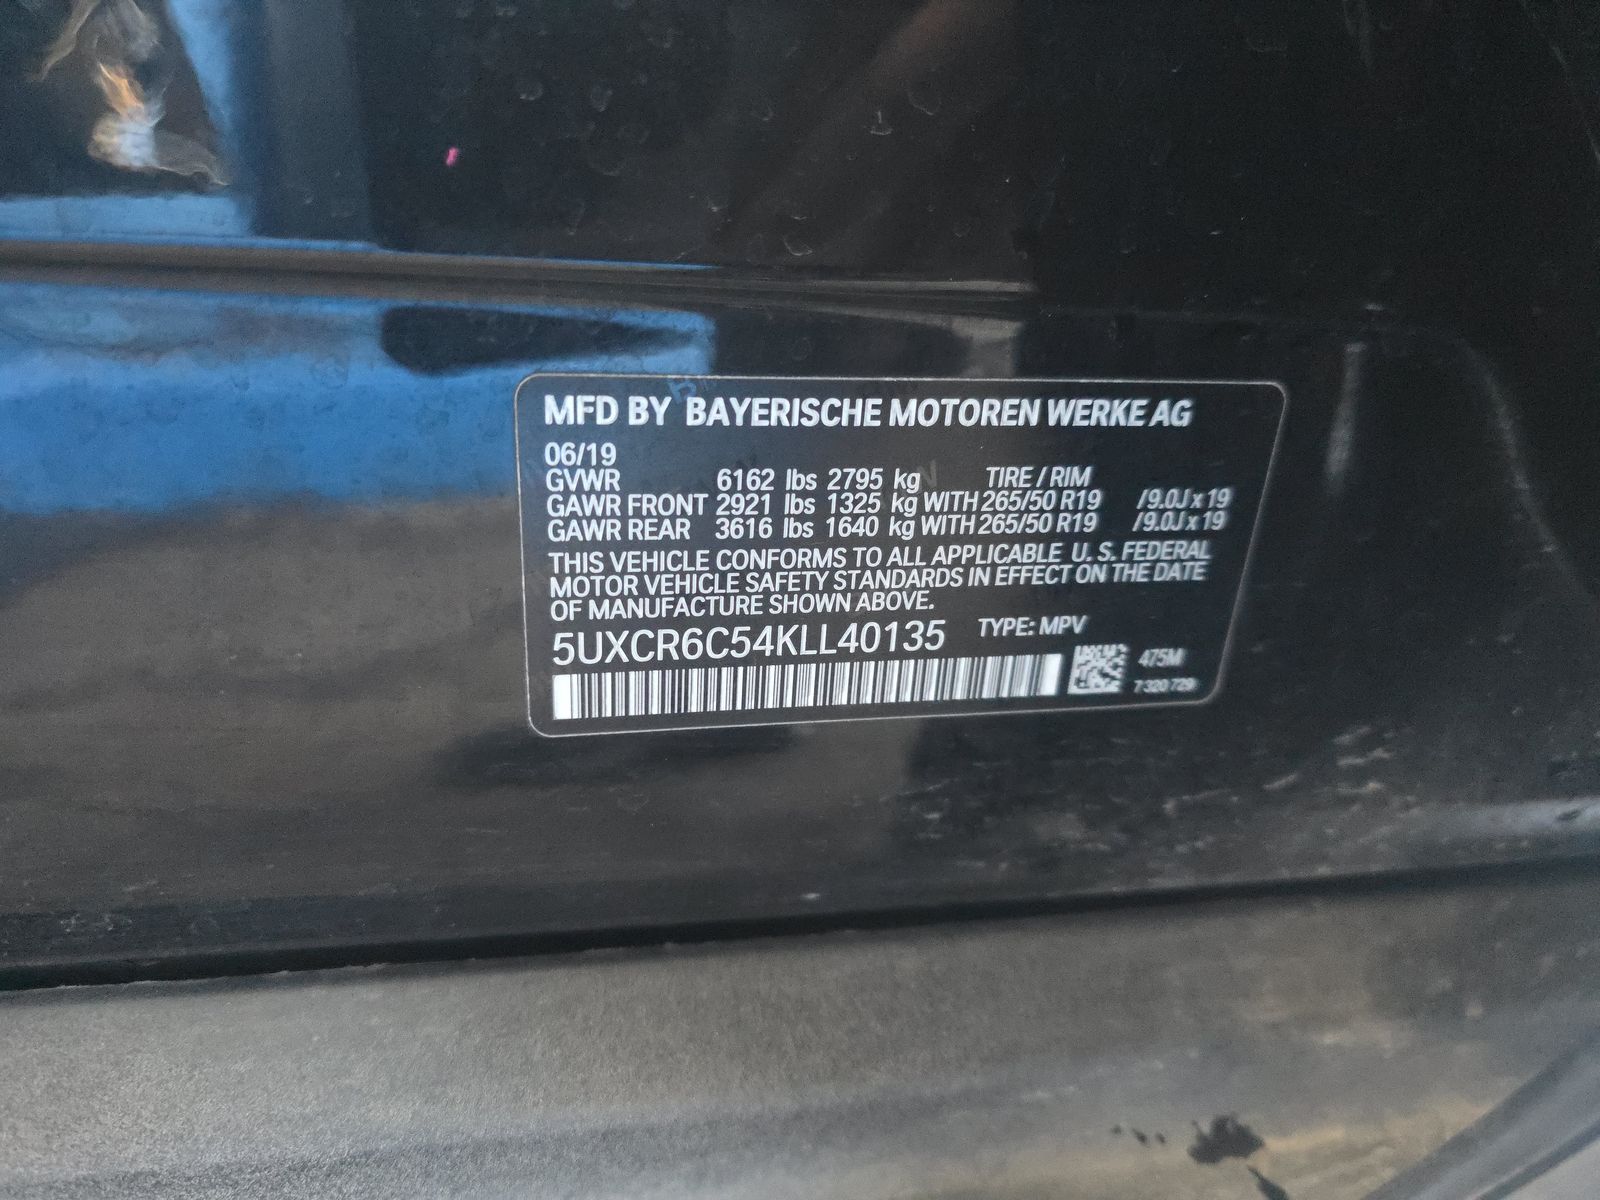 MFD BY BAYERISCHE MOTOREN WERKE AG
06/19
GVWR 6162 lbs 2795 kg TIRE / RIM
GAWR FRONT 2921 lbs 1325 kg WITH 265/50 R19 /9.0J x 19
GAWR REAR 3616 lbs 1640 kg WITH 265/50 R19 /9.0J x 19
THIS VEHICLE CONFORMS TO ALL APPLICABLE U. S. FEDERAL
MOTOR VEHICLE SAFETY STANDARDS IN EFFECT ON THE DATE
OF MANUFACTURE SHOWN ABOVE.
5UXCR6C54KLL40135 TYPE: MPV
475M
7 320 729